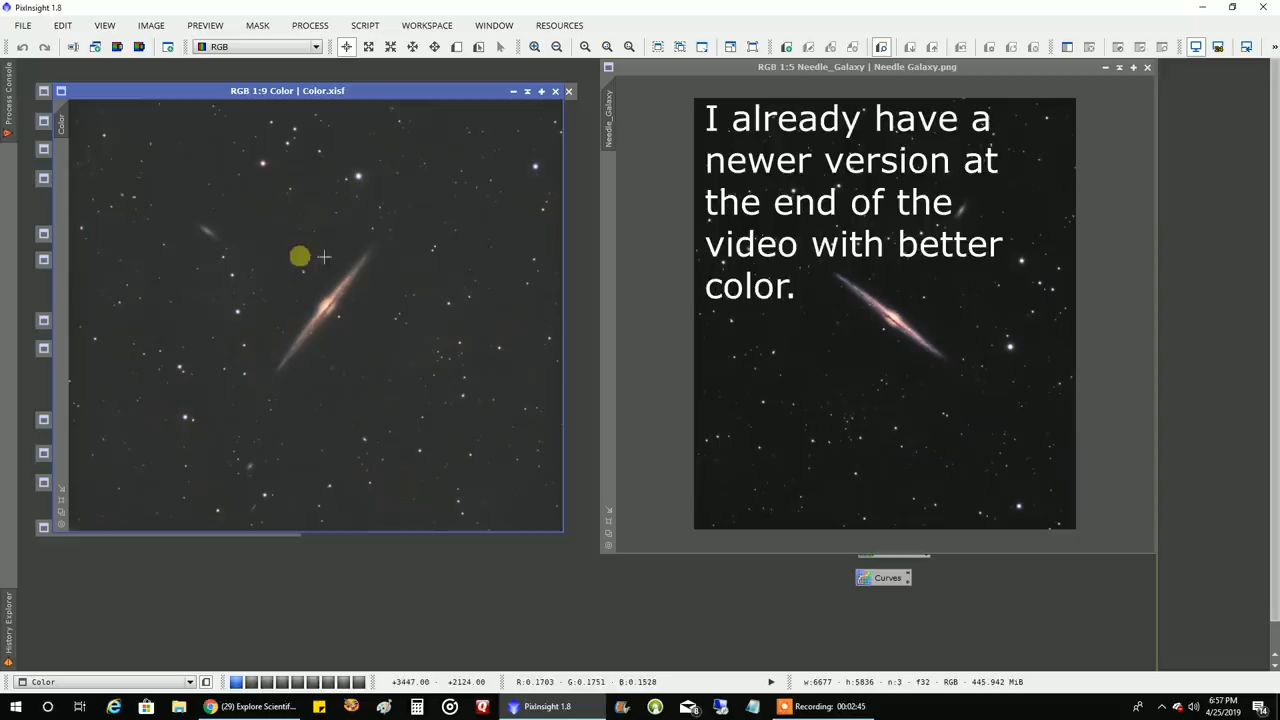 PixInsight 1.8
FILE EDIT VIEW IMAGE PREVIEW MASK PROCESS SCRIPT WORKSPACE WINDOW RESOURCES
RGB
Process Console
RGB 1:9 Color | Color.xisf
Color
RGB 1:5 Needle_Galaxy | Needle Galaxy.png
Needle_Galaxy
I already have a
newer version at
the end of the
video with better
color.
Curves
History Explorer
Color
+3447.00 +2124.00 R:0.1703 · G:0.1751 · B:0.1528
w:6677 · h:5836 · n:3 · f32 · RGB · 445.942 MiB
(29) Explore Scientif...
PixInsight 1.8
Recording: 00:02:45
6:57 PM
4/25/2019
14